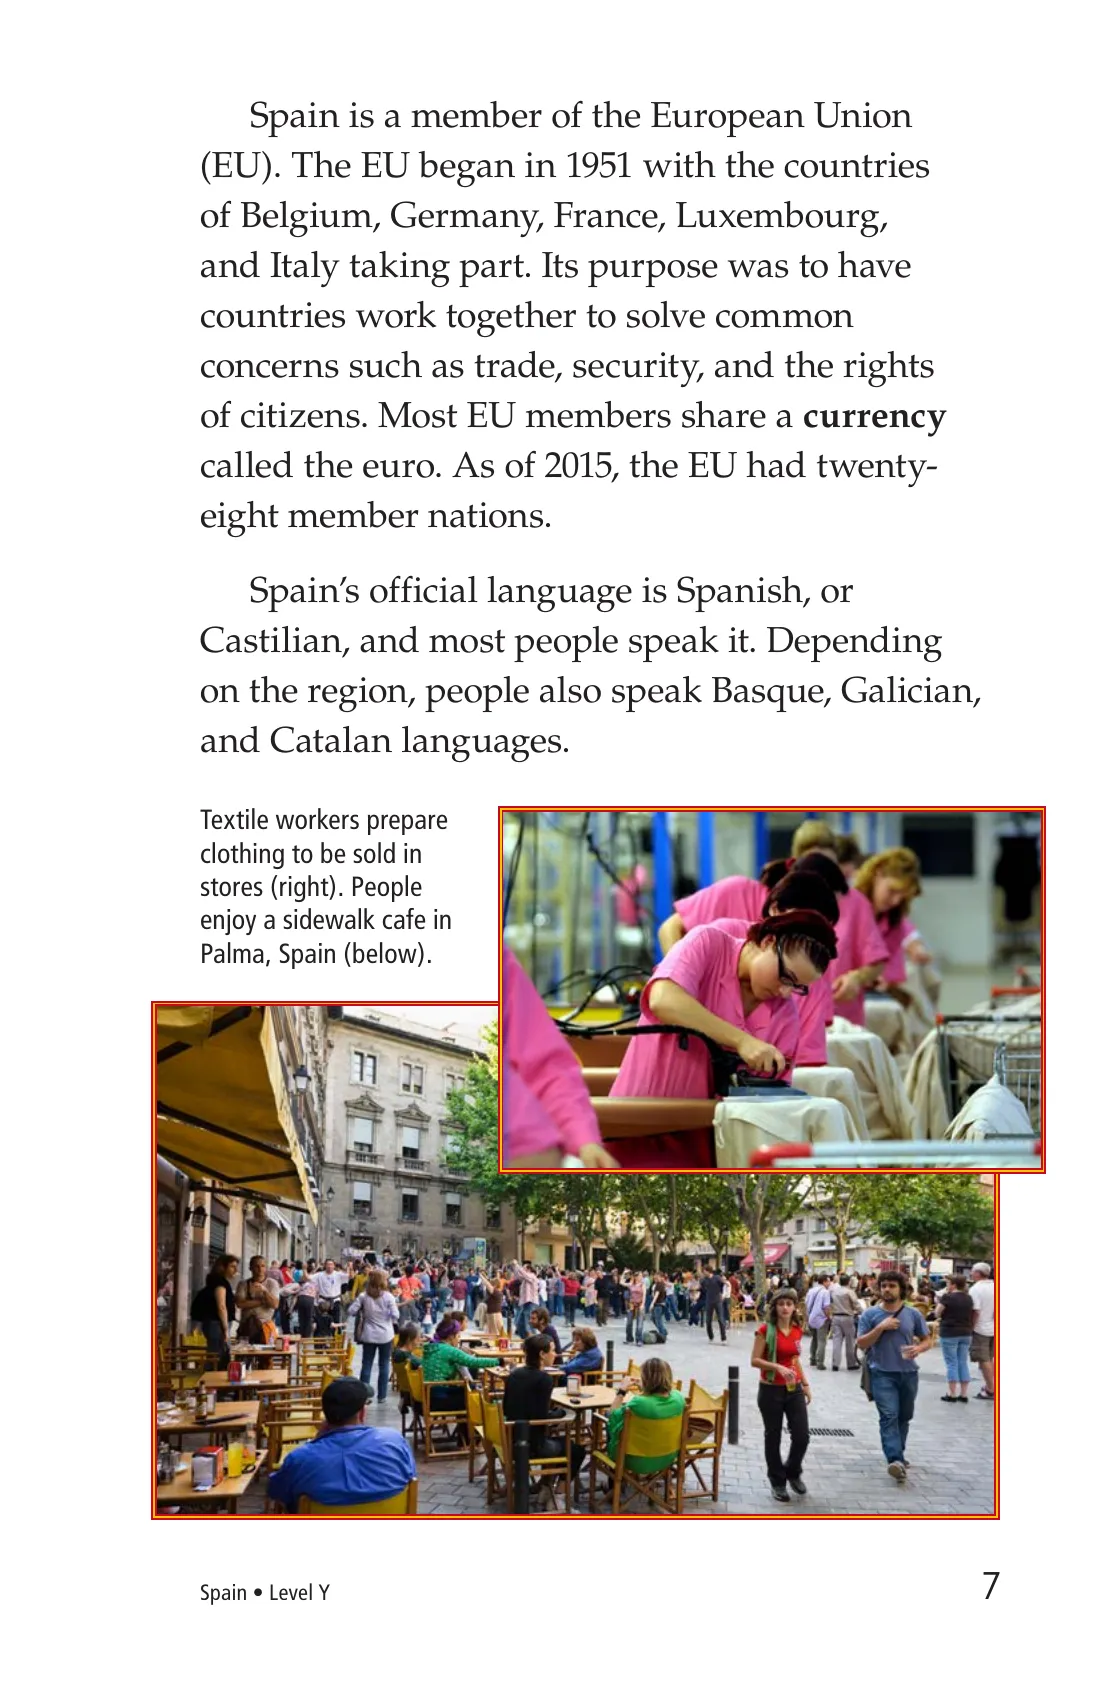 Spain is a member of the European Union
(EU). The EU began in 1951 with the countries
of Belgium, Germany, France, Luxembourg,
and Italy taking part. Its purpose was to have
countries work together to solve common
concerns such as trade, security, and the rights
of citizens. Most EU members share a currency
called the euro. As of 2015, the EU had twenty-
eight member nations.
Spain’s official language is Spanish, or
Castilian, and most people speak it. Depending
on the region, people also speak Basque, Galician,
and Catalan languages.
Textile workers prepare
clothing to be sold in
stores (right). People
enjoy a sidewalk cafe in
Palma, Spain (below).
Spain • Level Y
7